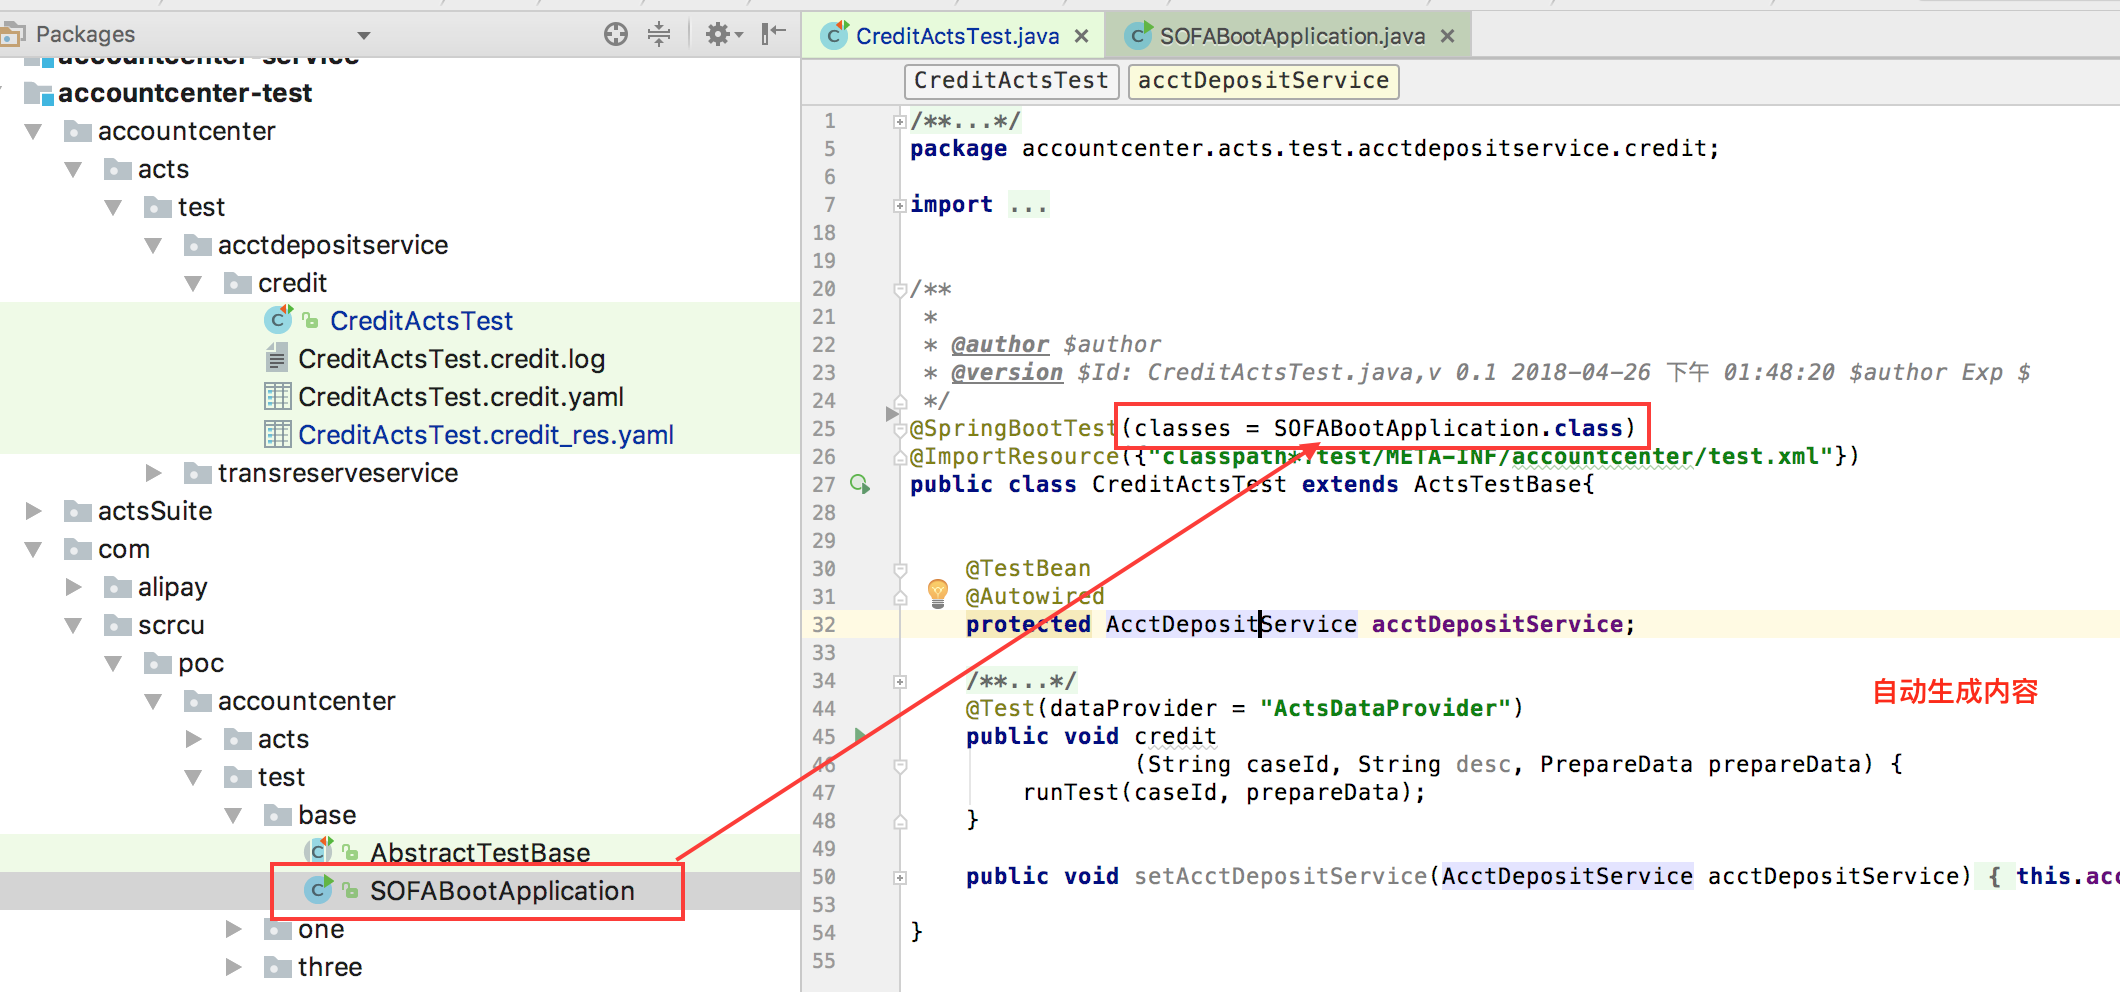 Packages
accountcenter-service
accountcenter-test
accountcenter
acts
test
acctdepositservice
credit
CreditActsTest
CreditActsTest.credit.log
CreditActsTest.credit.yaml
CreditActsTest.credit_res.yaml
transreserveservice
actsSuite
com
alipay
scrcu
poc
accountcenter
acts
test
base
AbstractTestBase
SOFABootApplication
one
three
CreditActsTest.java
SOFABootApplication.java
CreditActsTest acctDepositService
1 /**...*/
5 package accountcenter.acts.test.acctdepositservice.credit;
6
7 import ...
18
19
20 /**
21 *
22 * @author $author
23 * @version $Id: CreditActsTest.java,v 0.1 2018-04-26 下午 01:48:20 $author Exp $
24 */
25 @SpringBootTest(classes = SOFABootApplication.class)
26 @ImportResource({"classpath*:test/META-INF/accountcenter/test.xml"})
27 public class CreditActsTest extends ActsTestBase{
28
29
30 @TestBean
31 @Autowired
32 protected AcctDepositService acctDepositService;
33
34 /**...*/
44 @Test(dataProvider = "ActsDataProvider")
45 public void credit
46 (String caseId, String desc, PrepareData prepareData) {
47 runTest(caseId, prepareData);
48 }
49
50 public void setAcctDepositService(AcctDepositService acctDepositService) { this.acc
53
54 }
55
自动生成内容